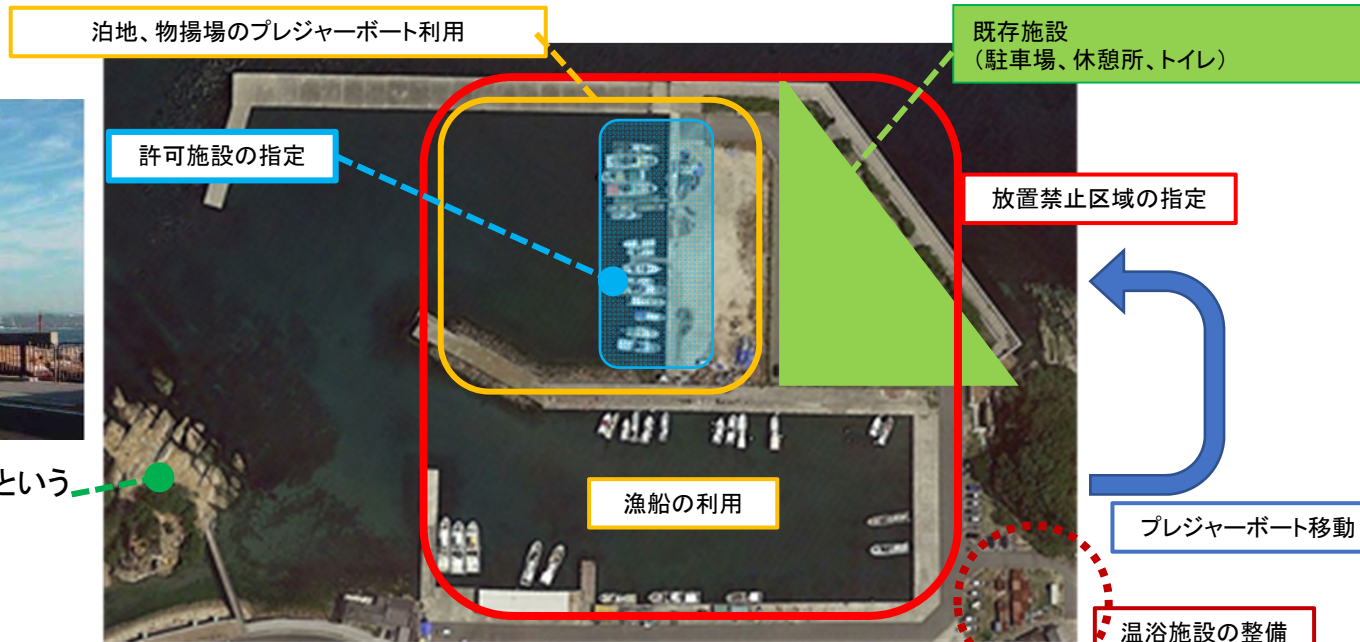 泊地、物揚場のプレジャーボート利用
既存施設
（駐車場、休憩所、トイレ）
許可施設の指定
放置禁止区域の指定
という
漁船の利用
プレジャーボート移動
温浴施設の整備